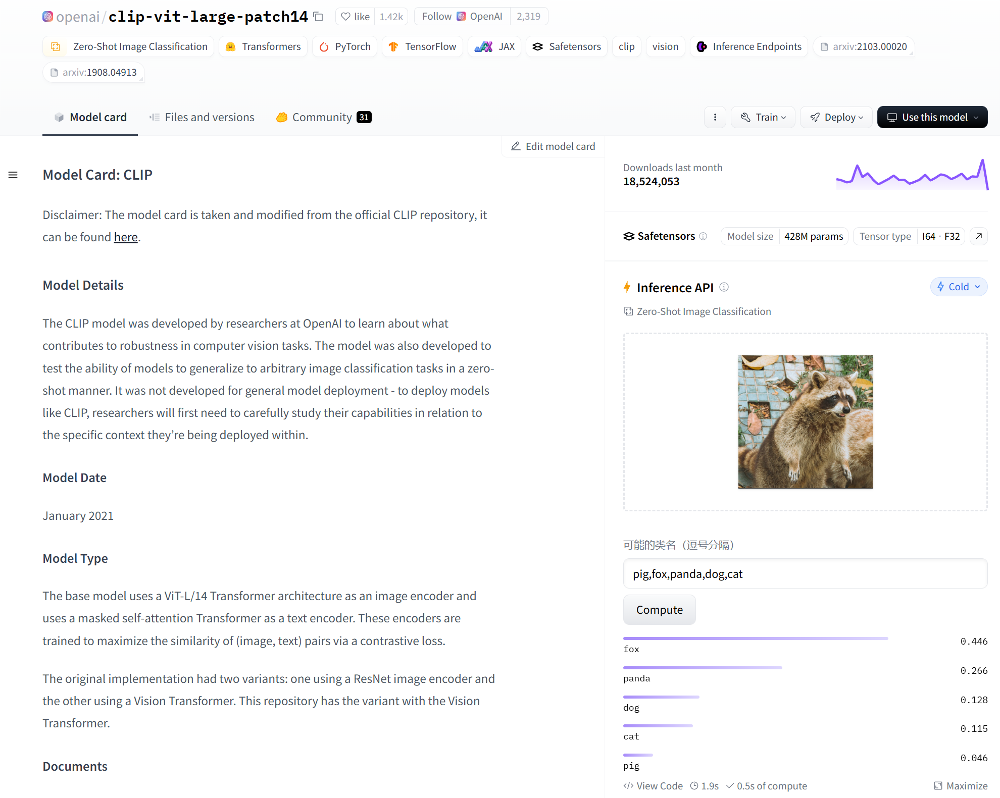 openai/clip-vit-large-patch14 like 1.42k Follow OpenAI 2,319
Zero-Shot Image Classification Transformers PyTorch TensorFlow JAX Safetensors clip vision Inference Endpoints arxiv:2103.00020
arxiv:1908.04913
Model card Files and versions Community 31 Train Deploy Use this model
Edit model card
Model Card: CLIP
Disclaimer: The model card is taken and modified from the official CLIP repository, it
can be found here.
Model Details
The CLIP model was developed by researchers at OpenAI to learn about what
contributes to robustness in computer vision tasks. The model was also developed to
test the ability of models to generalize to arbitrary image classification tasks in a zero-
shot manner. It was not developed for general model deployment - to deploy models
like CLIP, researchers will first need to carefully study their capabilities in relation to
the specific context they’re being deployed within.
Model Date
January 2021
Model Type
The base model uses a ViT-L/14 Transformer architecture as an image encoder and
uses a masked self-attention Transformer as a text encoder. These encoders are
trained to maximize the similarity of (image, text) pairs via a contrastive loss.
The original implementation had two variants: one using a ResNet image encoder and
the other using a Vision Transformer. This repository has the variant with the Vision
Transformer.
Documents
Downloads last month
18,524,053
Safetensors Model size 428M params Tensor type I64 · F32
Inference API Cold
Zero-Shot Image Classification
可能的类名（逗号分隔）
pig,fox,panda,dog,cat
Compute
fox 0.446
panda 0.266
dog 0.128
cat 0.115
pig 0.046
View Code 1.9s 0.5s of compute Maximize